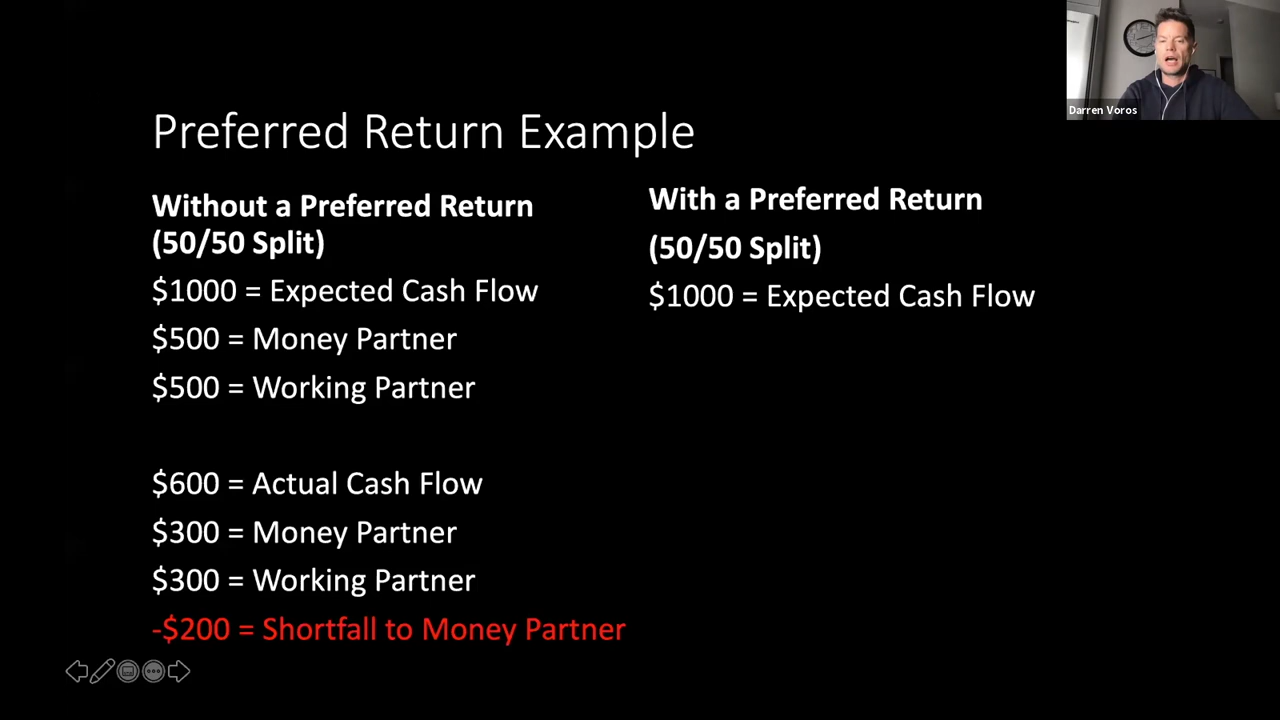 Darren Voros
Preferred Return Example
Without a Preferred Return
(50/50 Split)
$1000 = Expected Cash Flow
$500 = Money Partner
$500 = Working Partner
$600 = Actual Cash Flow
$300 = Money Partner
$300 = Working Partner
-$200 = Shortfall to Money Partner
With a Preferred Return
(50/50 Split)
$1000 = Expected Cash Flow